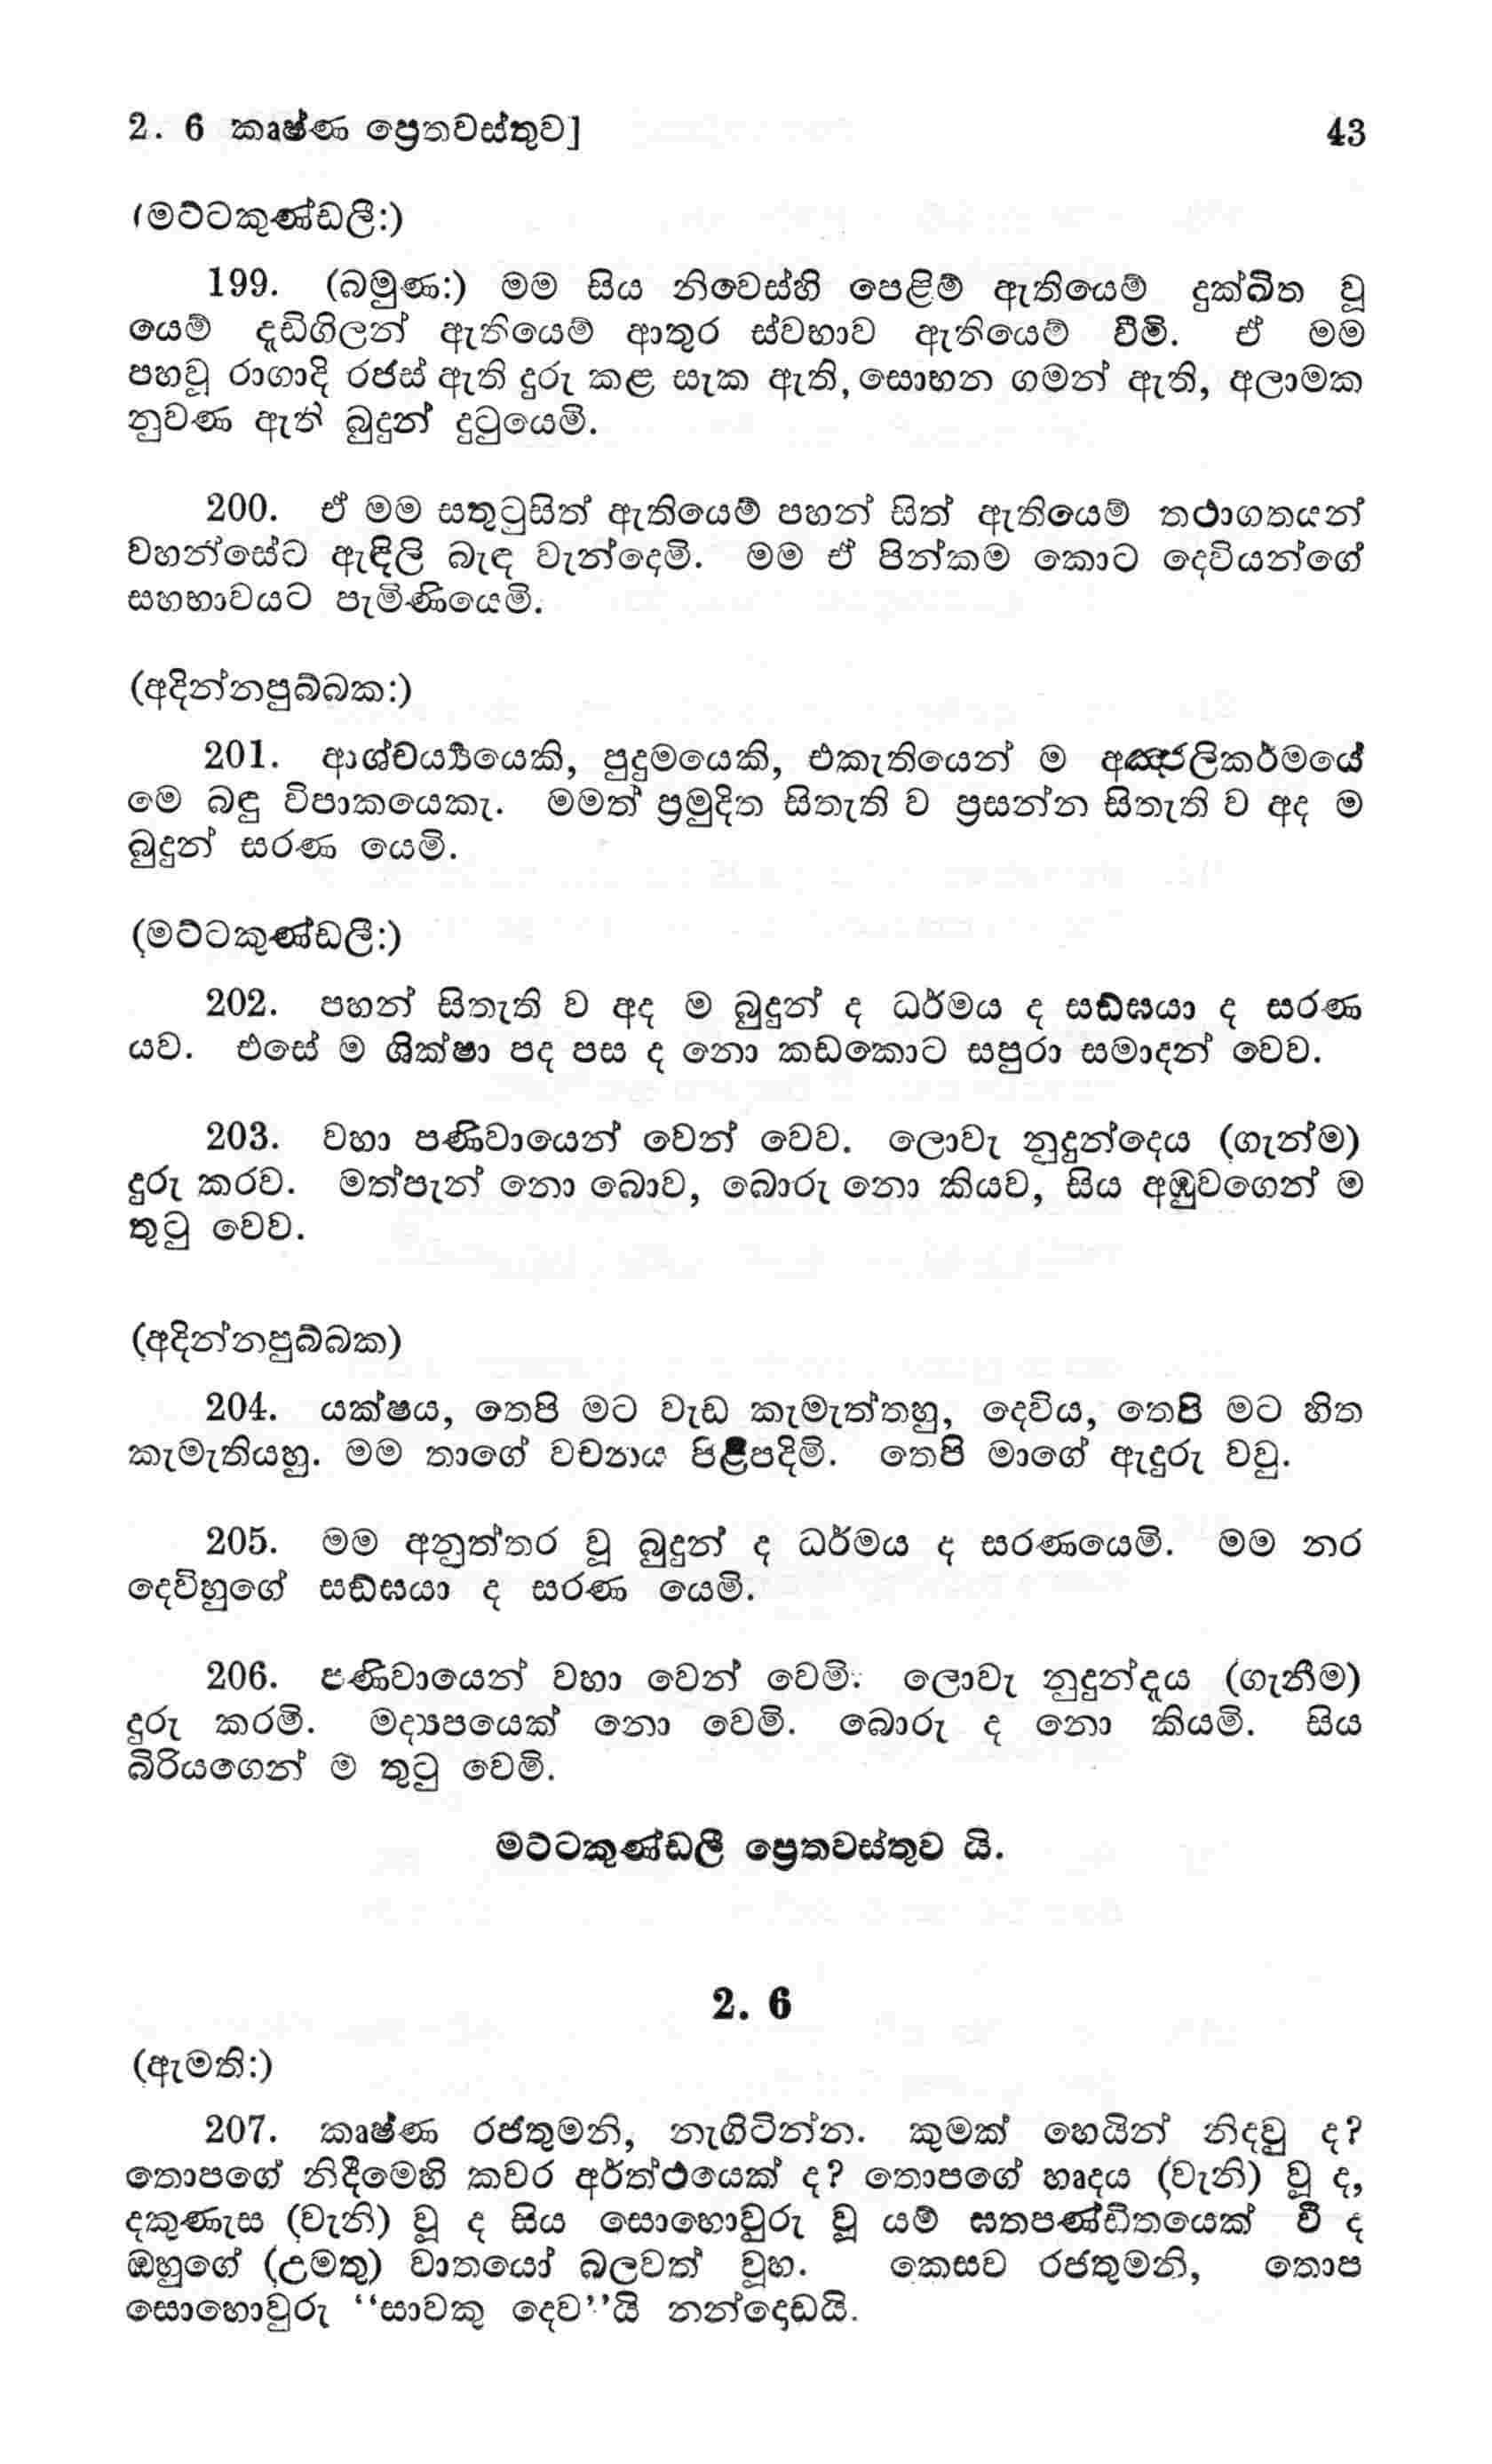 2. 6 කෘෂ්ණ ප්‍රෙතවස්තුව] 43
(මට්ටකුණ්ඩලී:)
199. (බමුණ:) මම සිය නිවෙස්හි පෙළිම් ඇතියෙම් දුක්ඛිත වූ
යෙම් දැඩිගිලන් ඇතියෙම් ආතුර ස්වභාව ඇතියෙම් වීමි. ඒ මම
පහවූ රාගාදි රජස් ඇති දුරු කළ සැක ඇති, සොභන ගමන් ඇති, අලාමක
නුවණ ඇති බුදුන් දුටුයෙමි.
200. ඒ මම සතුටුසිත් ඇතියෙම් පහන් සිත් ඇතියෙම් තථාගතයන්
වහන්සේට ඇඳිලි බැඳ වැන්දෙමි. මම ඒ පින්කම කොට දෙවියන්ගේ
සහභාවයට පැමිණියෙමි.
(අදින්නපුබ්බක:)
201. ආශ්චර්‍ය්‍යයෙකි, පුදුමයෙකි, එකැතියෙන් ම අඤ්ජලිකර්මයේ
මෙ බඳු විපාකයෙකැ. මමත් ප්‍රමුදිත සිතැති ව ප්‍රසන්න සිතැති ව අද ම
බුදුන් සරණ යෙමි.
(මට්ටකුණ්ඩලී:)
202. පහන් සිතැති ව අද ම බුදුන් ද ධර්මය ද සඞ්ඝයා ද සරණ
යව. එසේ ම ශික්ෂා පද පස ද නො කඩකොට සපුරා සමාදන් වෙව.
203. වහා පණිවායෙන් වෙන් වෙව. ලොවැ නුදුන්දෙය (ගැන්ම)
දුරු කරව. මත්පැන් නො බොව, බොරු නො කියව, සිය අඹුවගෙන් ම
තුටු වෙව.
(අදින්නපුබ්බක)
204. යක්ෂය, තෙපි මට වැඩ කැමැත්තහු, දෙවිය, තෙපි මට හිත
කැමැතියහු. මම තාගේ වචනය පිළිපදිමි. තෙපි මාගේ ඇදුරු වවු.
205. මම අනුත්තර වූ බුදුන් ද ධර්මය ද සරණයෙමි. මම නර
දෙවිහුගේ සඞ්ඝයා ද සරණ යෙමි.
206. පණිවායෙන් වහා වෙන් වෙමි. ලොවැ නුදුන්දැය (ගැනීම)
දුරු කරමි. මද්‍යපයෙක් නො වෙමි. බොරු ද නො කියමි. සිය
බිරියගෙන් ම තුටු වෙමි.
මට්ටකුණ්ඩලී ප්‍රෙතවස්තුව යි.
2. 6
(ඇමති:)
207. කෘෂ්ණ රජතුමනි, නැගිටින්න. කුමක් හෙයින් නිදවු ද?
තොපගේ නිදීමෙහි කවර අර්ත්ථයෙක් ද? තොපගේ හෘදය (වැනි) වූ ද,
දකුණැස (වැනි) වූ ද සිය සොහොවුරු වූ යම් ඝතපණ්ඩිතයෙක් වී ද
ඔහුගේ (උමතු) වාතයෝ බලවත් වූහ. කෙසව රජතුමනි, තොප
සොහොවුරු “සාවකු දෙව”යි නන්දොඩයි.